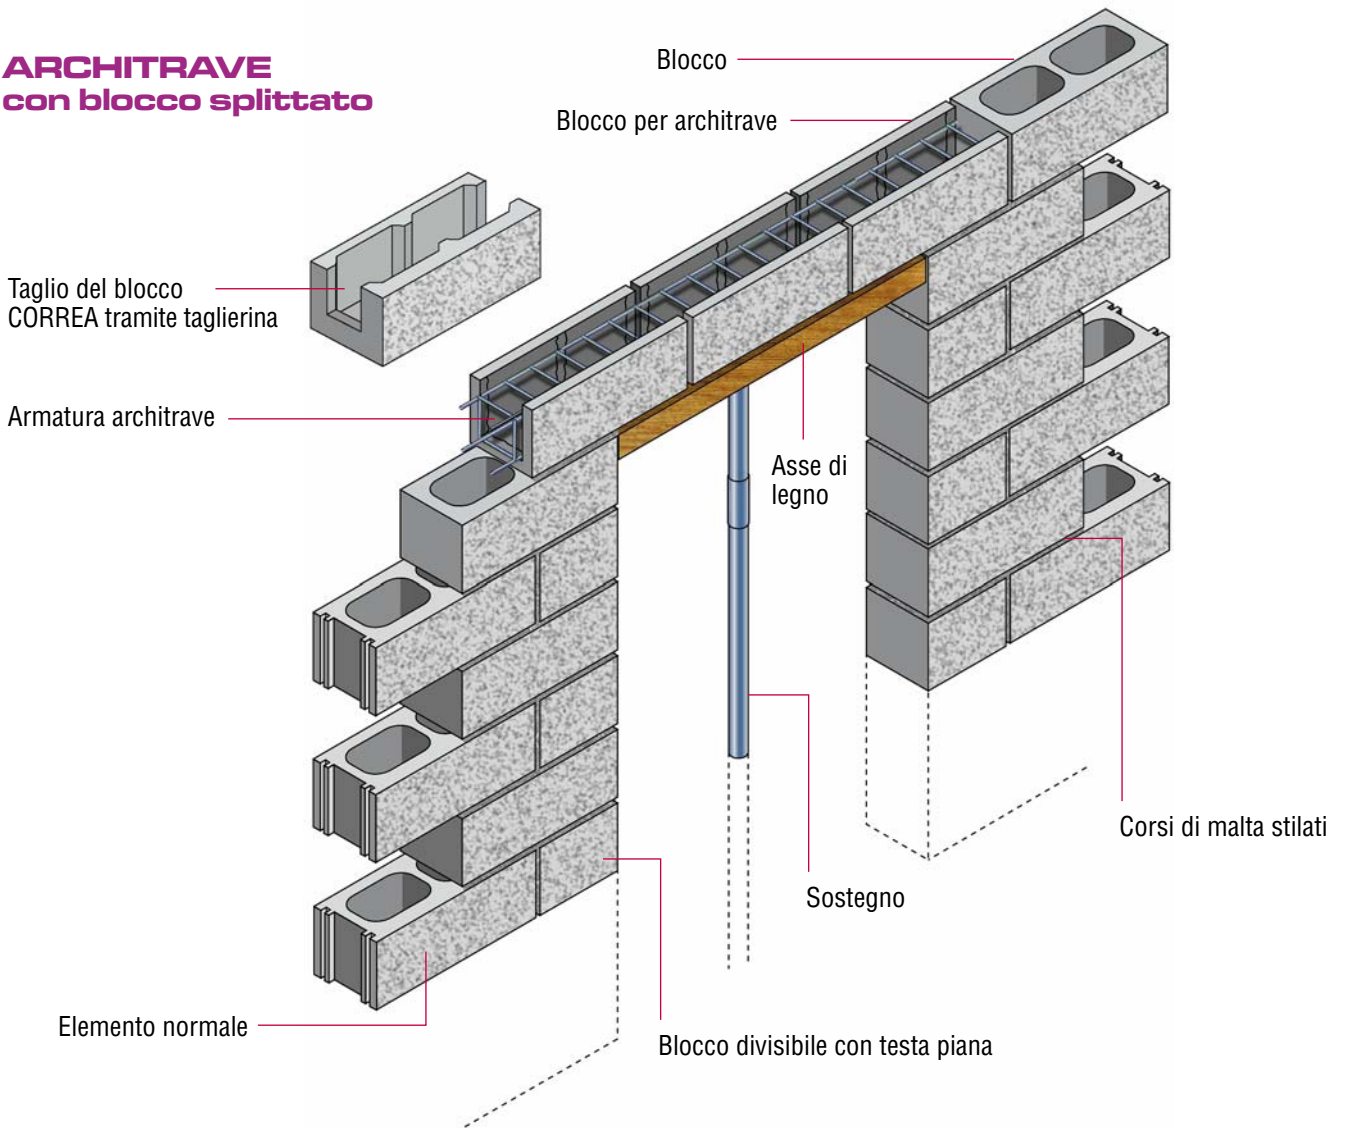 ARCHITRAVE
con blocco splittato
Blocco
Blocco per architrave
Taglio del blocco
CORREA tramite taglierina
Armatura architrave
Asse di
legno
Corsi di malta stilati
Sostegno
Elemento normale
Blocco divisibile con testa piana